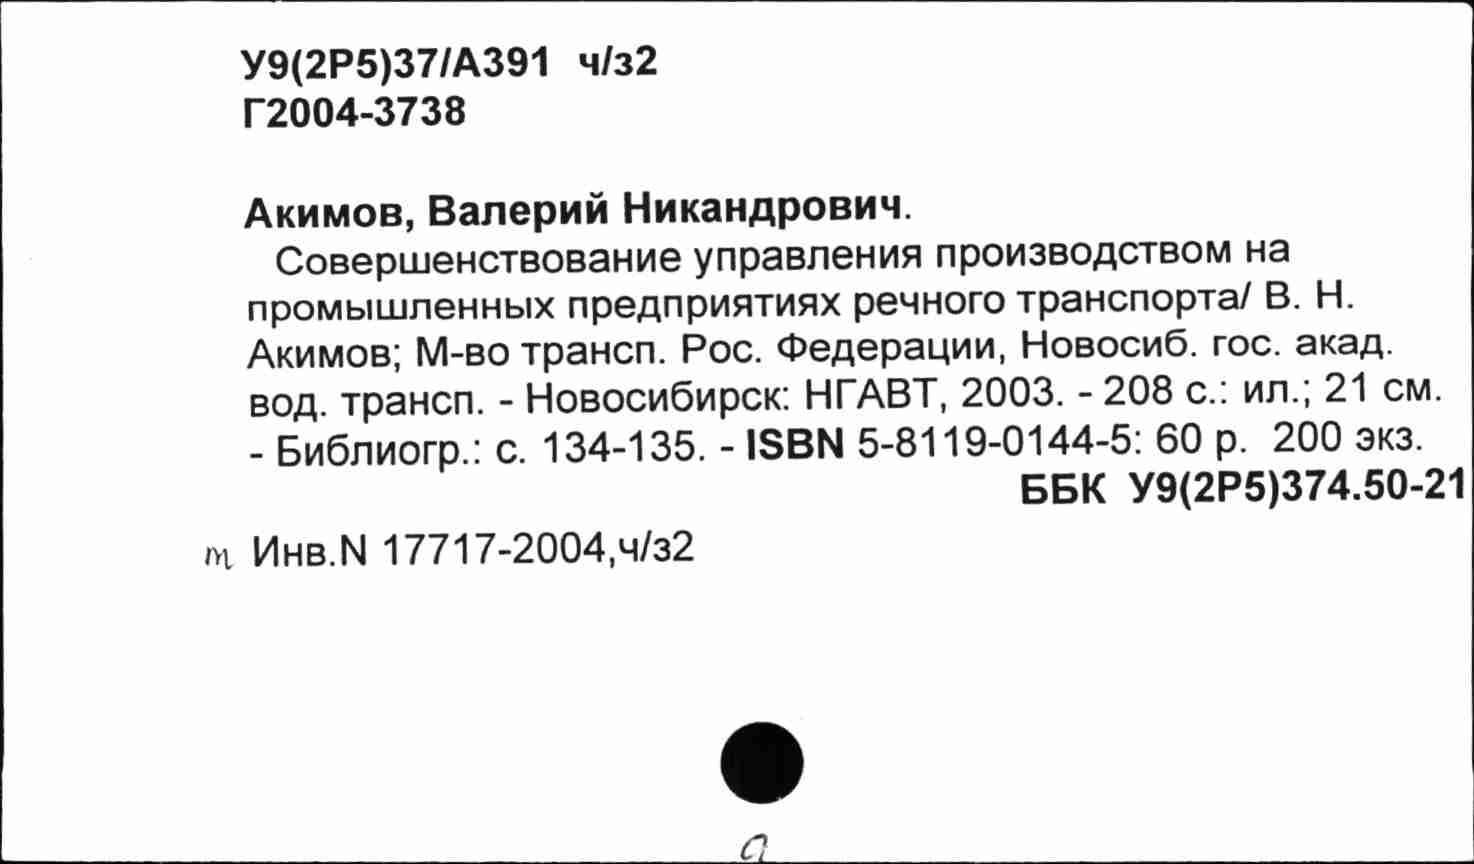 У9(2Р5)37/А391 ч/з2
Г2004-3738
Акимов, Валерий Никандрович.
Совершенствование управления производством на
промышленных предприятиях речного транспорта/ В. Н.
Акимов; М-во трансп. Рос. Федерации, Новосиб. гос. акад.
вод. трансп. - Новосибирск: НГАВТ, 2003. - 208 с.: ил.; 21 см.
- Библиогр.: с. 134-135. - ISBN 5-8119-0144-5: 60 р. 200 экз.
ББК У9(2Р5)374.50-21
т Инв.N 17717-2004,ч/з2